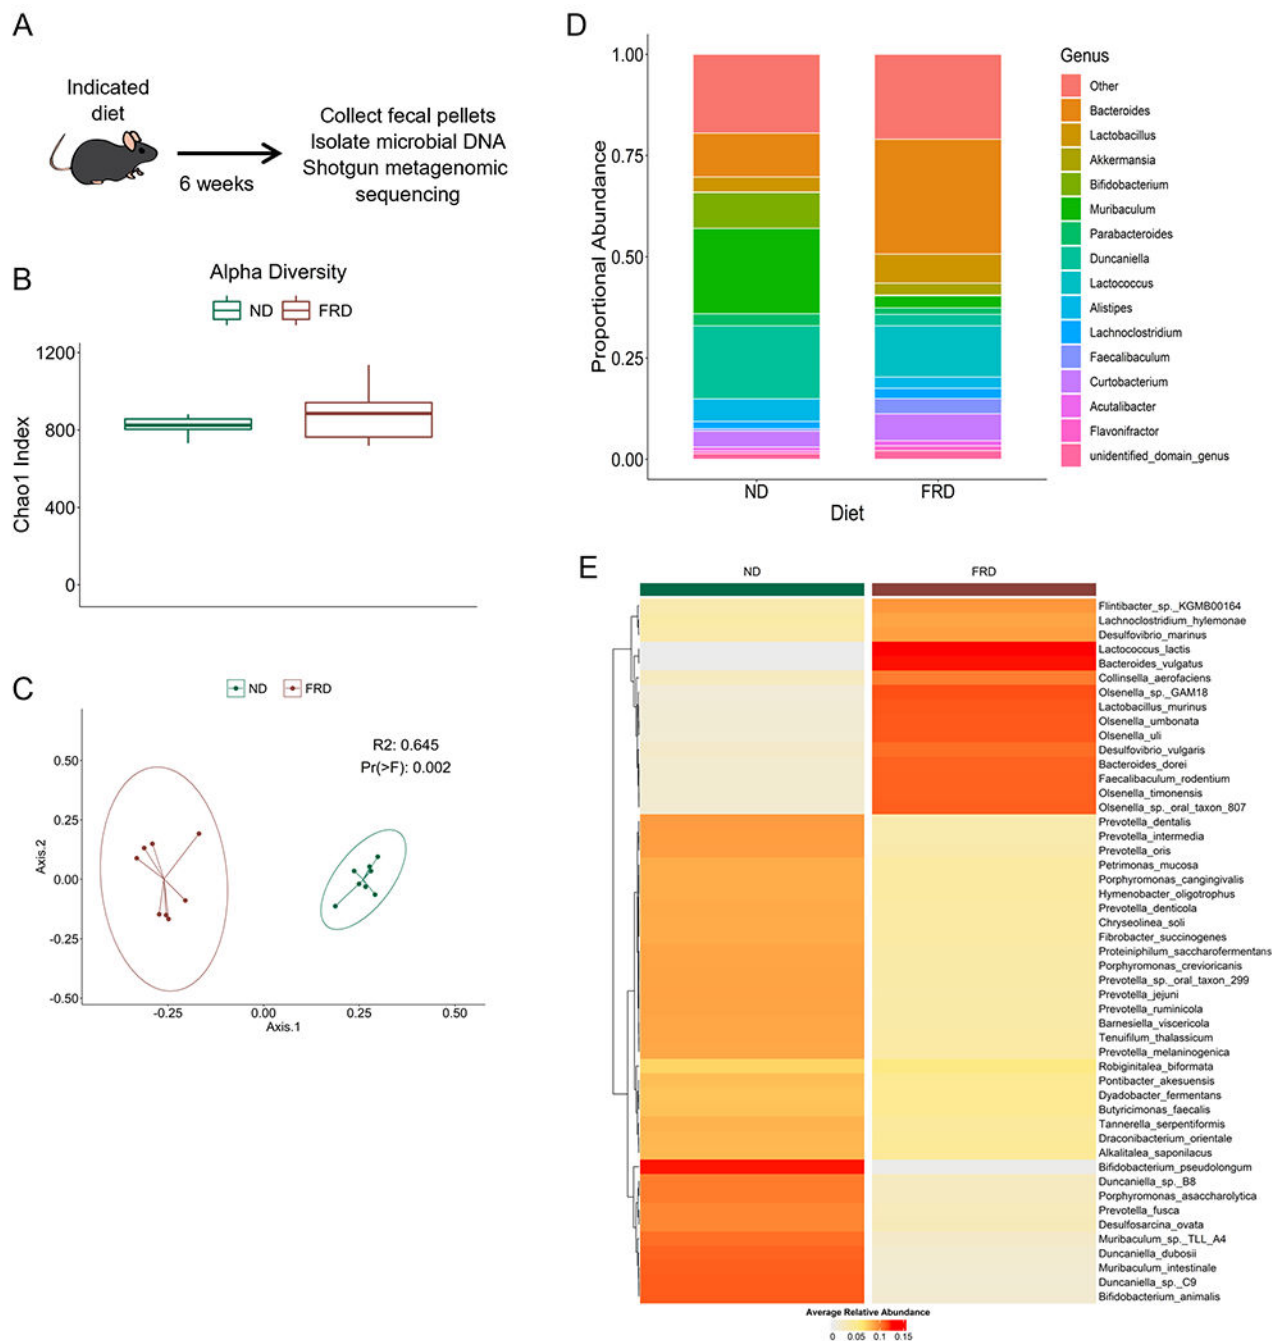 A
Indicated
diet
6 weeks
Collect fecal pellets
Isolate microbial DNA
Shotgun metagenomic
sequencing
B
Alpha Diversity
ND FRD
Chao1 Index
1200
800
400
0
C
ND FRD
R2: 0.645
Pr(>F): 0.002
Axis.2
0.50
0.25
0.00
-0.25
-0.50
-0.25 0.00 0.25 0.50
Axis.1
D
Proportional Abundance
1.00
0.75
0.50
0.25
0.00
ND FRD
Diet
Genus
Other
Bacteroides
Lactobacillus
Akkermansia
Bifidobacterium
Muribaculum
Parabacteroides
Duncaniella
Lactococcus
Alistipes
Lachnoclostridium
Faecalibaculum
Curtobacterium
Acutalibacter
Flavonifractor
unidentified_domain_genus
E
ND FRD
Flintibacter_sp._KGMB00164
Lachnoclostridium_hylemonae
Desulfovibrio_marinus
Lactococcus_lactis
Bacteroides_vulgatus
Collinsella_aerofaciens
Olsenella_sp._GAM18
Lactobacillus_murinus
Olsenella_umbonata
Olsenella_uli
Desulfovibrio_vulgaris
Bacteroides_dorei
Faecalibaculum_rodentium
Olsenella_timonensis
Olsenella_sp._oral_taxon_807
Prevotella_dentalis
Prevotella_intermedia
Prevotella_oris
Petrimonas_mucosa
Porphyromonas_cangingivalis
Hymenobacter_oligotrophus
Prevotella_denticola
Chryseolinea_soli
Fibrobacter_succinogenes
Proteiniphilum_saccharofermentans
Porphyromonas_crevioricanis
Prevotella_sp._oral_taxon_299
Prevotella_jejuni
Prevotella_ruminicola
Barnesiella_viscericola
Tenuifilum_thalassicum
Prevotella_melaninogenica
Robiginitalea_biformata
Pontibacter_akesuensis
Dyadobacter_fermentans
Butyricimonas_faecalis
Tannerella_serpentiformis
Draconibacterium_orientale
Alkalitalea_saponilacus
Bifidobacterium_pseudolongum
Duncaniella_sp._B8
Porphyromonas_asaccharolytica
Prevotella_fusca
Desulfosarcina_ovata
Muribaculum_sp._TLL_A4
Duncaniella_dubosii
Muribaculum_intestinale
Duncaniella_sp._C9
Bifidobacterium_animalis
Average Relative Abundance
0 0.05 0.1 0.15